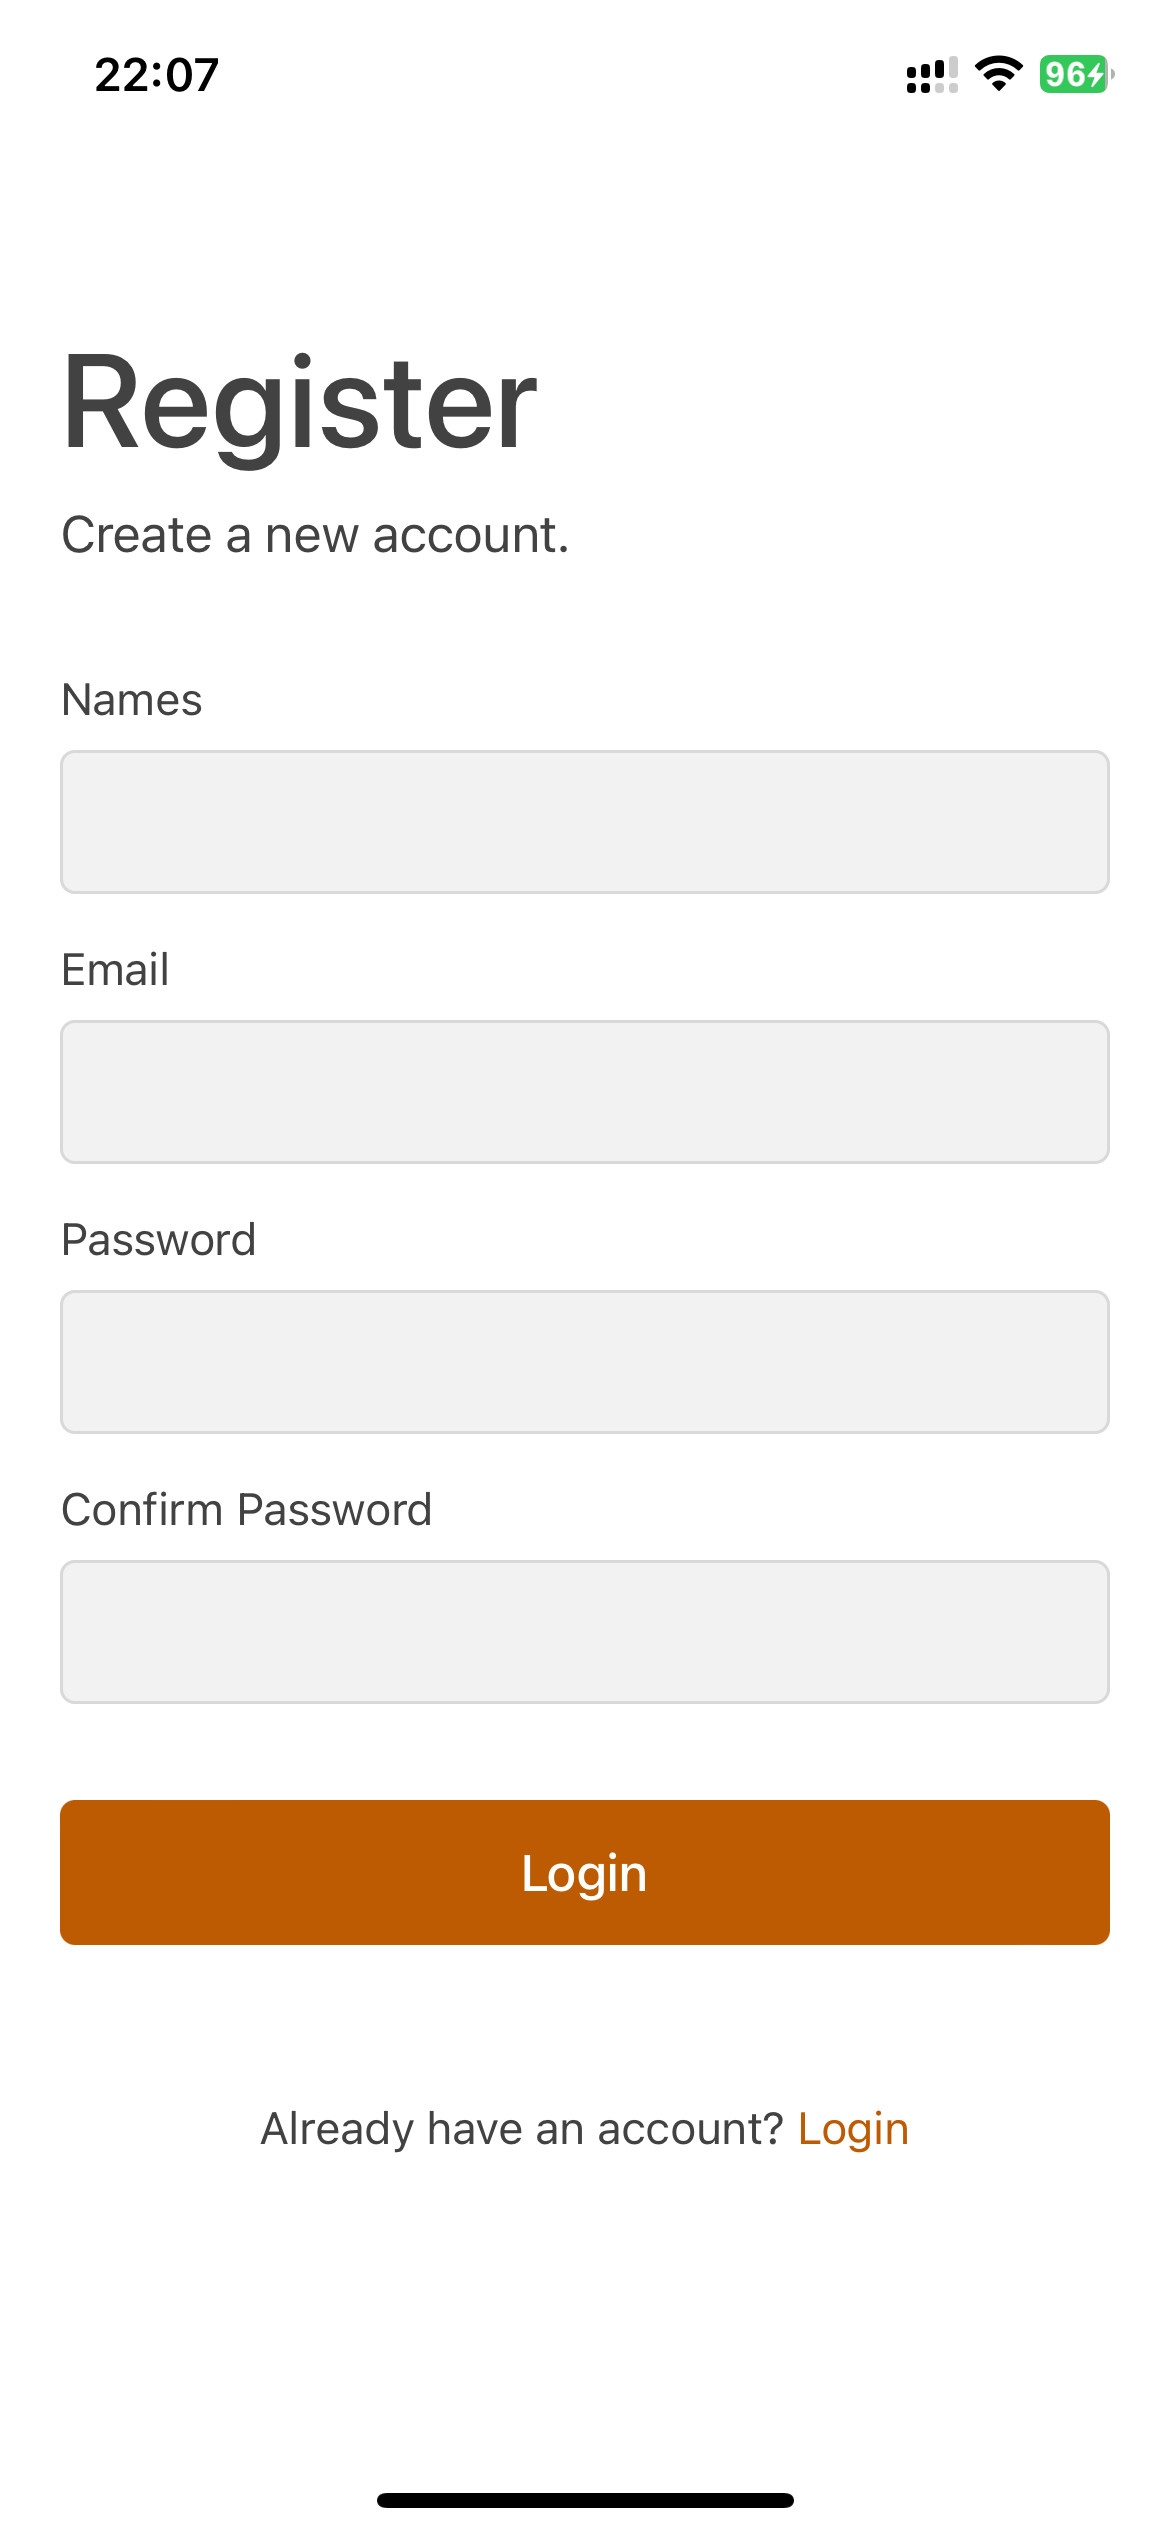 22:07
96
Register
Create a new account.
Names
Email
Password
Confirm Password
Login
Already have an account? Login